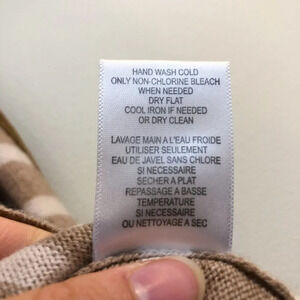 HAND WASH COLD
ONLY NON-CHLORINE BLEACH
WHEN NEEDED
DRY FLAT
COOL IRON IF NEEDED
OR DRY CLEAN
LAVAGE MAIN A L'EAU FROIDE
UTILISER SEULEMENT
EAU DE JAVEL SANS CHLORE
SI NECESSAIRE
SECHER A PLAT
REPASSAGE A BASSE
TEMPERATURE
SI NECESSAIRE
OU NETTOYAGE A SEC